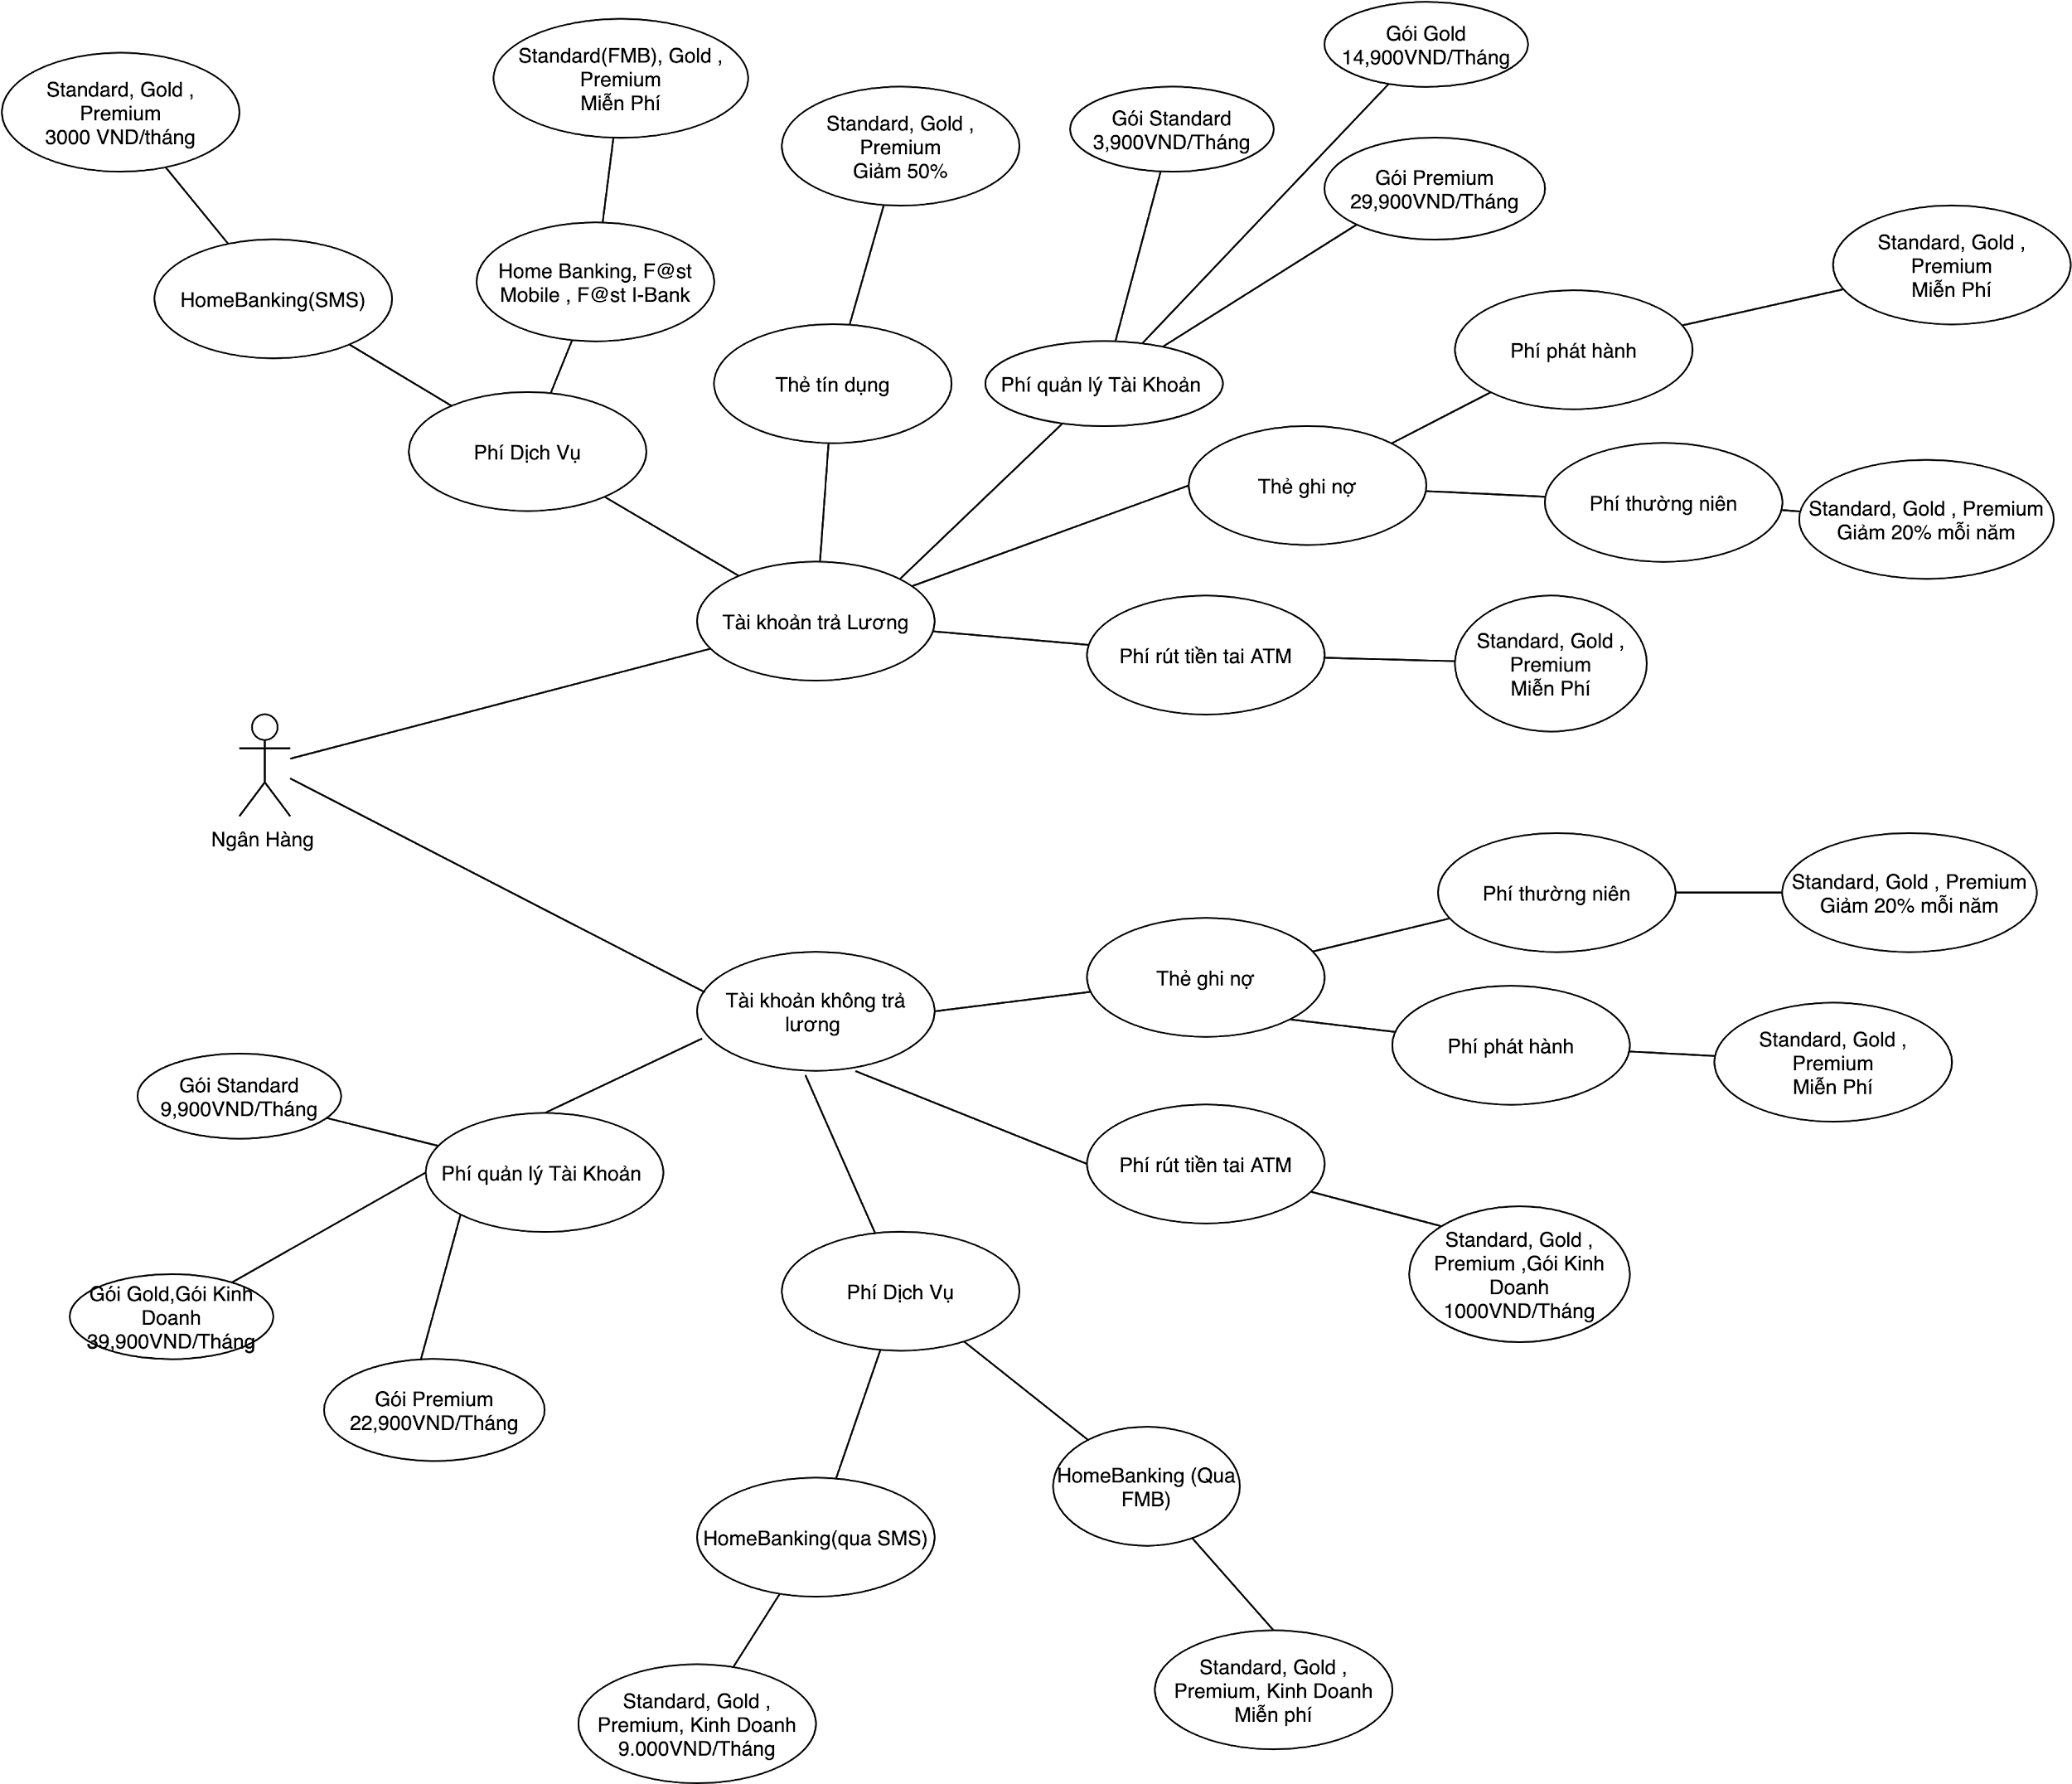 Gói Gold
14,900VND/Tháng
Standard(FMB), Gold ,
Premium
Miễn Phí
Standard, Gold ,
Premium
3000 VND/tháng
Standard, Gold ,
Premium
Giảm 50%
Gói Standard
3,900VND/Tháng
Gói Premium
29,900VND/Tháng
Standard, Gold ,
Premium
Miễn Phí
HomeBanking(SMS)
Home Banking, F@st
Mobile , F@st I-Bank
Thẻ tín dụng
Phí quản lý Tài Khoản
Phí phát hành
Phí Dịch Vụ
Thẻ ghi nợ
Phí thường niên
Standard, Gold , Premium
Giảm 20% mỗi năm
Tài khoản trả Lương
Phí rút tiền tai ATM
Standard, Gold ,
Premium
Miễn Phí
Ngân Hàng
Phí thường niên
Standard, Gold , Premium
Giảm 20% mỗi năm
Thẻ ghi nợ
Tài khoản không trả
lương
Phí phát hành
Standard, Gold ,
Premium
Miễn Phí
Gói Standard
9,900VND/Tháng
Phí quản lý Tài Khoản
Phí rút tiền tai ATM
Standard, Gold ,
Premium ,Gói Kinh
Doanh
1000VND/Tháng
Gói Gold,Gói Kinh
Doanh
39,900VND/Tháng
Phí Dịch Vụ
Gói Premium
22,900VND/Tháng
HomeBanking (Qua
FMB)
HomeBanking(qua SMS)
Standard, Gold ,
Premium, Kinh Doanh
Miễn phí
Standard, Gold ,
Premium, Kinh Doanh
9.000VND/Tháng